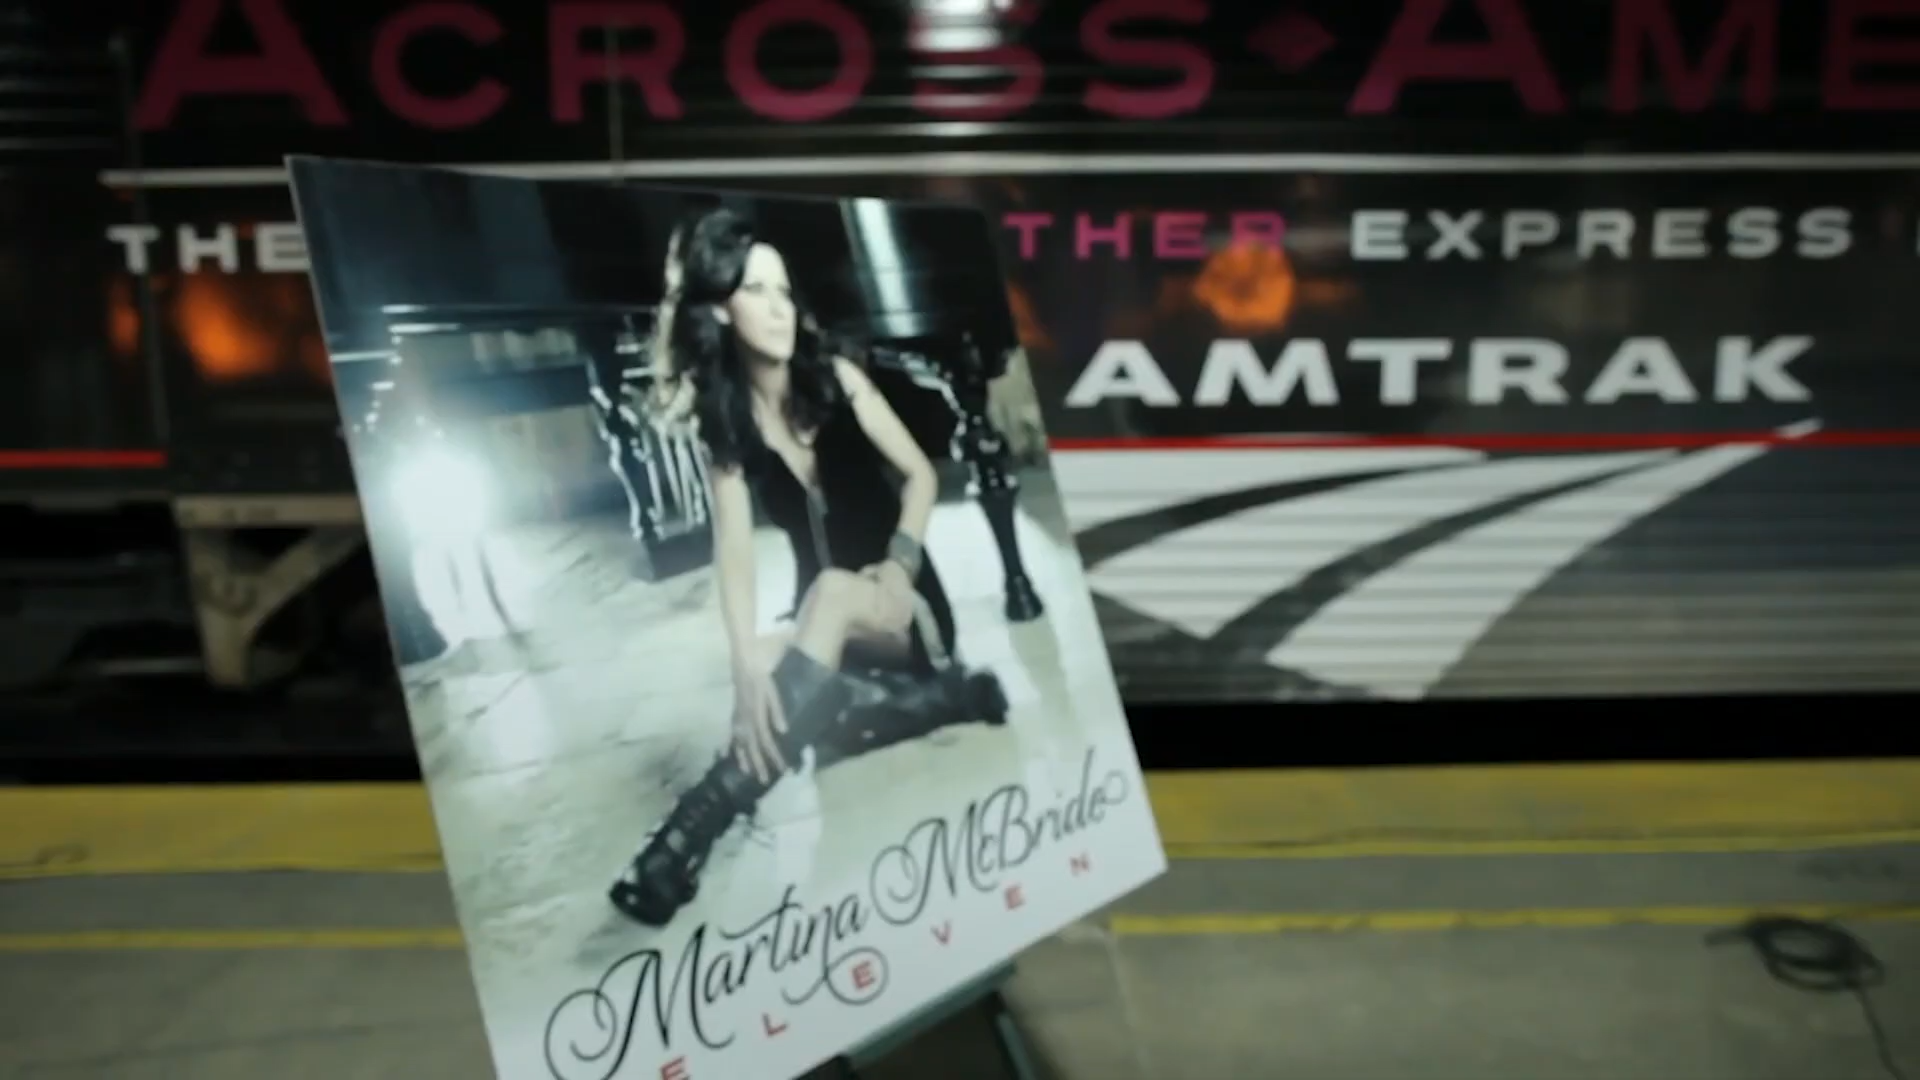 ACROSS AME
THE THER EXPRESS
AMTRAK
Martina McBride
ELEVEN